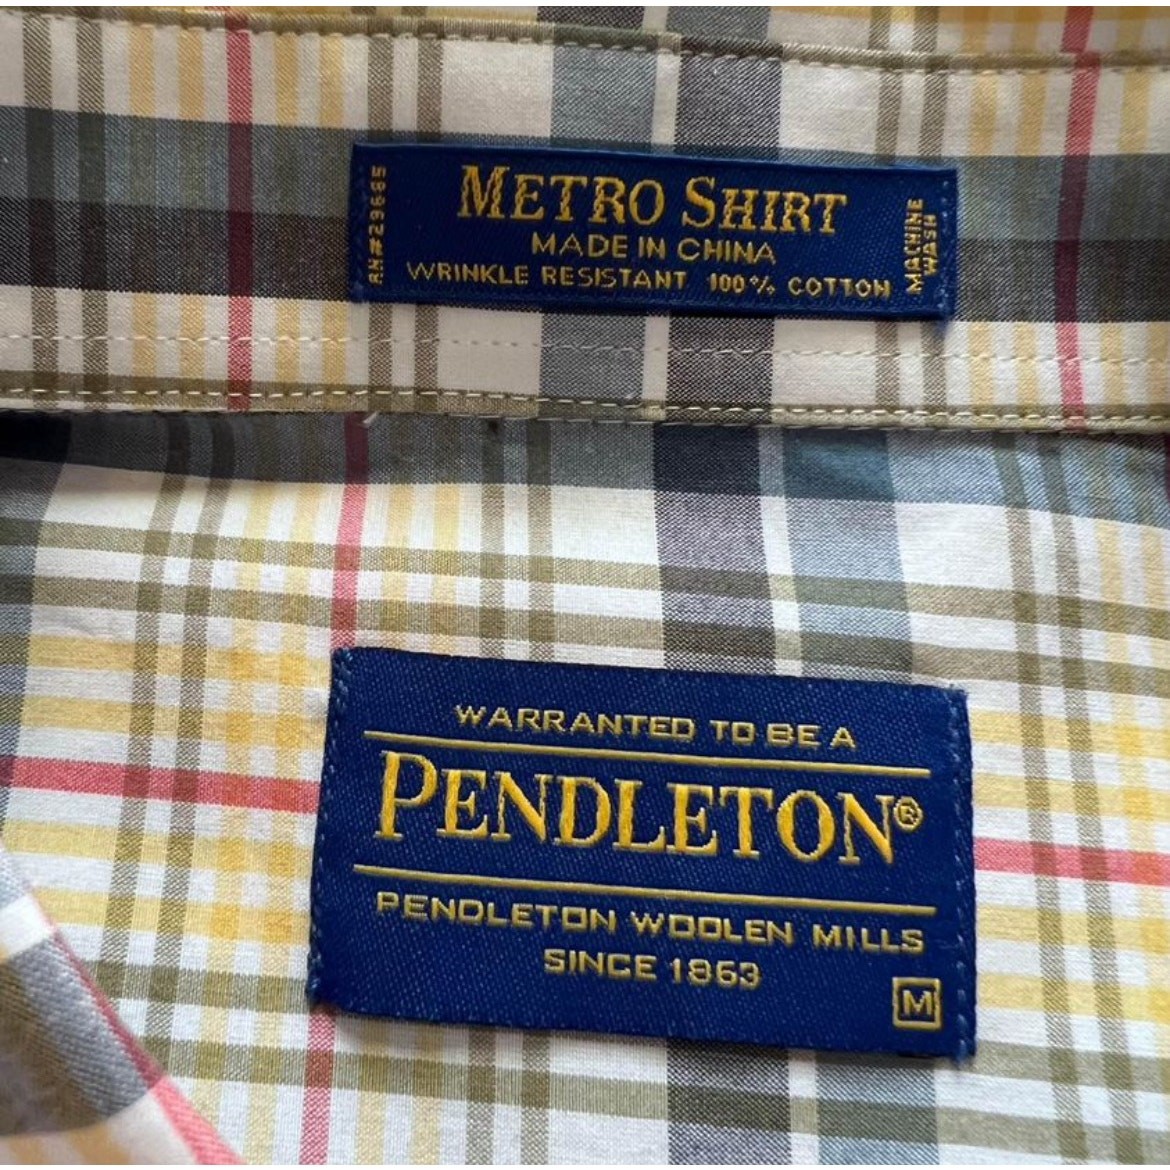 RN#29685
METRO SHIRT
MADE IN CHINA
WRINKLE RESISTANT 100% COTTON
MACHINE
WASH
WARRANTED TO BE A
PENDLETON®
PENDLETON WOOLEN MILLS
SINCE 1863
M